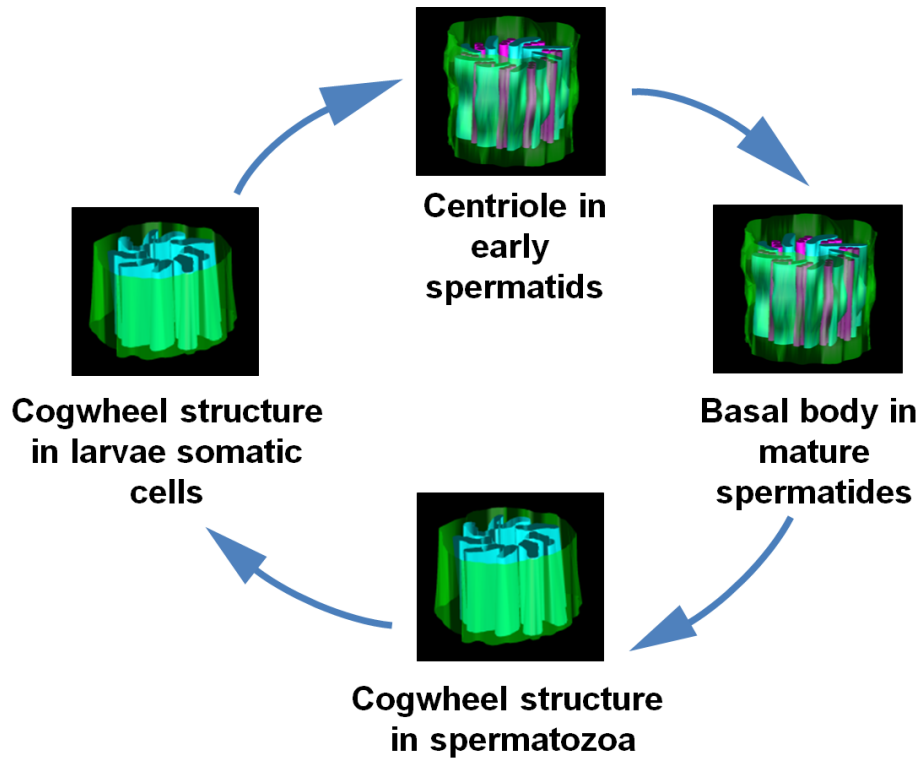 Centriole in
early
spermatids
Basal body in
mature
spermatides
Cogwheel structure
in spermatozoa
Cogwheel structure
in larvae somatic
cells